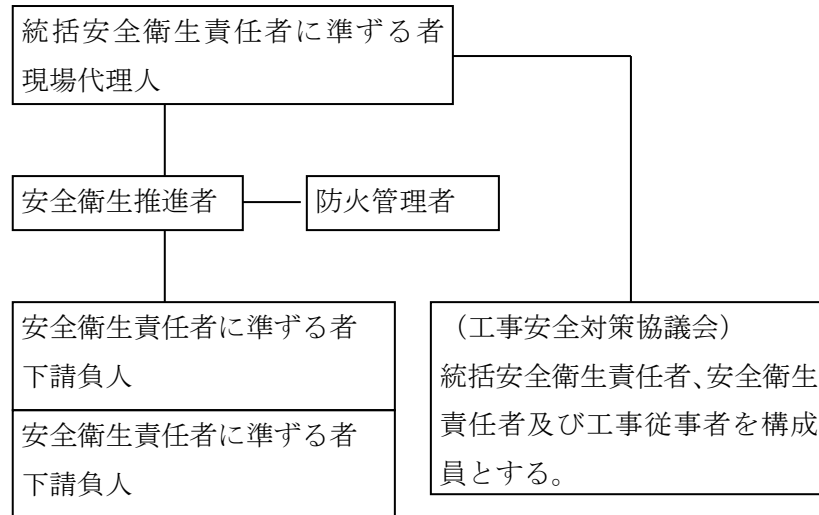 統括安全衛生責任者に準ずる者
現場代理人
安全衛生推進者
防火管理者
安全衛生責任者に準ずる者
下請負人
安全衛生責任者に準ずる者
下請負人
（工事安全対策協議会）
統括安全衛生責任者、安全衛生
責任者及び工事従事者を構成
員とする。